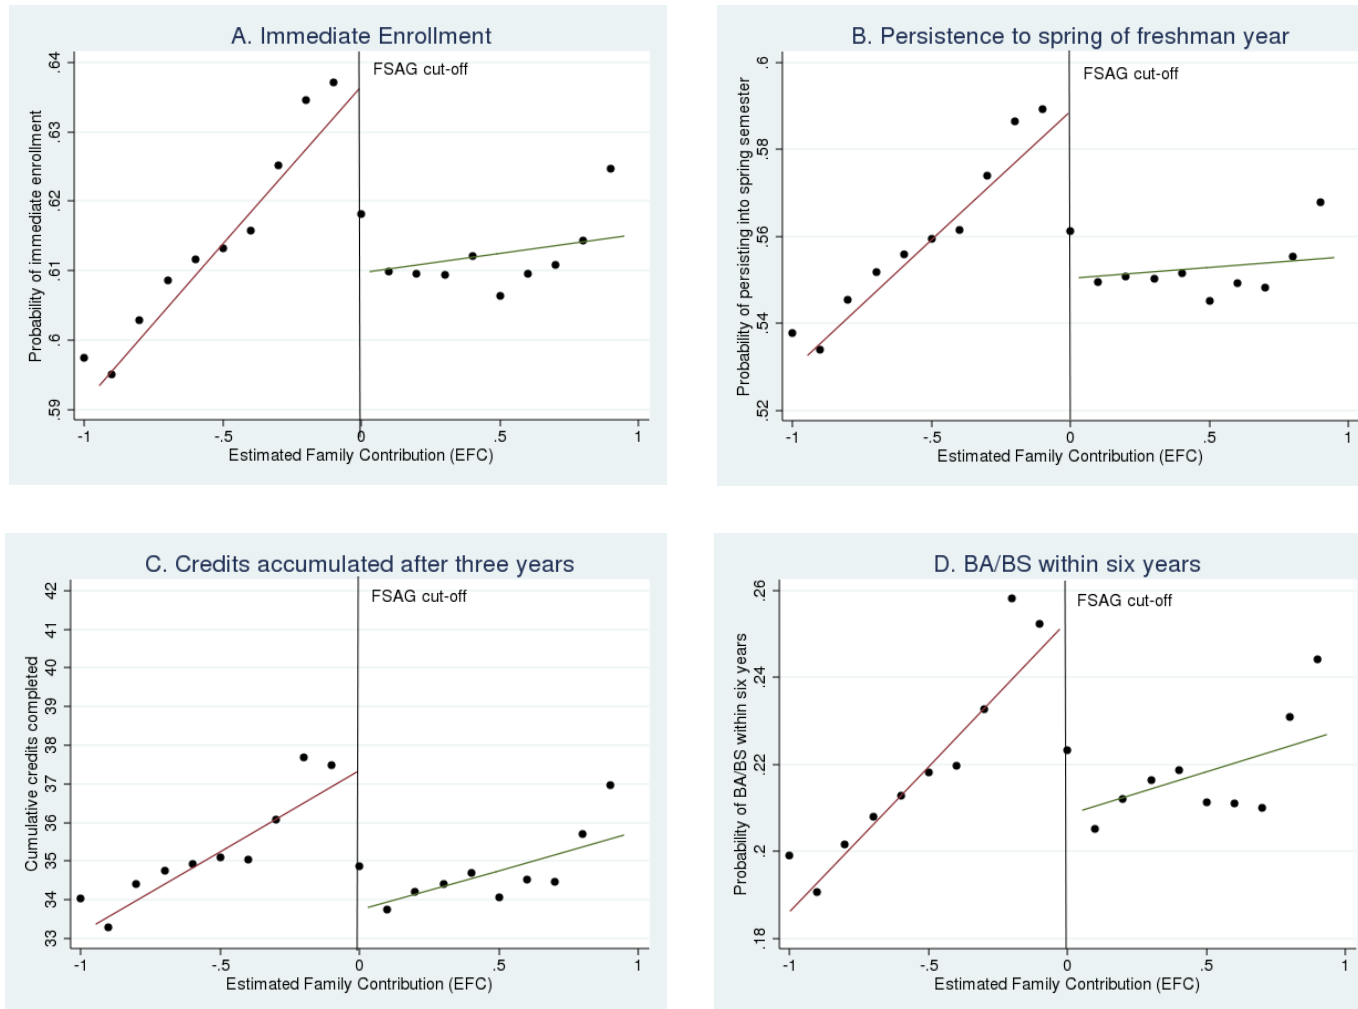 A. Immediate Enrollment
FSAG cut-off
Probability of immediate enrollment
.64
.63
.62
.61
.6
.59
-1
-.5
0
.5
1
Estimated Family Contribution (EFC)
B. Persistence to spring of freshman year
FSAG cut-off
Probability of persisting into spring semester
.6
.58
.56
.54
.52
-1
-.5
0
.5
1
Estimated Family Contribution (EFC)
C. Credits accumulated after three years
FSAG cut-off
Cumulative credits completed
42
41
40
39
38
37
36
35
34
33
-1
-.5
0
.5
1
Estimated Family Contribution (EFC)
D. BA/BS within six years
FSAG cut-off
Probability of BA/BS within six years
.26
.24
.22
.2
.18
-1
-.5
0
.5
1
Estimated Family Contribution (EFC)